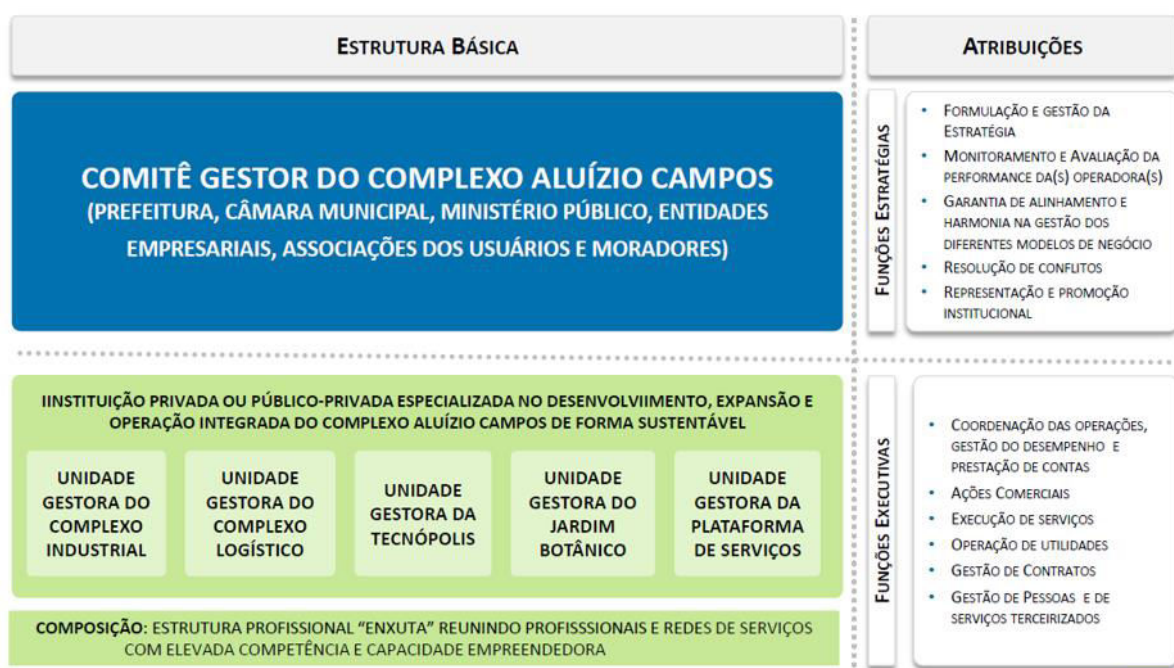 ESTRUTURA BÁSICA
ATRIBUIÇÕES
COMITÊ GESTOR DO COMPLEXO ALUÍZIO CAMPOS
(PREFEITURA, CÂMARA MUNICIPAL, MINISTÉRIO PÚBLICO, ENTIDADES
EMPRESARIAIS, ASSOCIAÇÕES DOS USUÁRIOS E MORADORES)
FUNÇÕES ESTRATÉGIAS
• FORMULAÇÃO E GESTÃO DA
ESTRATÉGIA
• MONITORAMENTO E AVALIAÇÃO DA
PERFORMANCE DA(S) OPERADORA(S)
• GARANTIA DE ALINHAMENTO E
HARMONIA NA GESTÃO DOS
DIFERENTES MODELOS DE NEGÓCIO
• RESOLUÇÃO DE CONFLITOS
• REPRESENTAÇÃO E PROMOÇÃO
INSTITUCIONAL
IINSTITUIÇÃO PRIVADA OU PÚBLICO-PRIVADA ESPECIALIZADA NO DESENVOLVIIMENTO, EXPANSÃO E
OPERAÇÃO INTEGRADA DO COMPLEXO ALUÍZIO CAMPOS DE FORMA SUSTENTÁVEL
UNIDADE
GESTORA DO
COMPLEXO
INDUSTRIAL
UNIDADE
GESTORA DO
COMPLEXO
LOGÍSTICO
UNIDADE
GESTORA DA
TECNÓPOLIS
UNIDADE
GESTORA DO
JARDIM
BOTÂNICO
UNIDADE
GESTORA DA
PLATAFORMA
DE SERVIÇOS
COMPOSIÇÃO: ESTRUTURA PROFISSIONAL “ENXUTA” REUNINDO PROFISSSIONAIS E REDES DE SERVIÇOS
COM ELEVADA COMPETÊNCIA E CAPACIDADE EMPREENDEDORA
FUNÇÕES EXECUTIVAS
• COORDENAÇÃO DAS OPERAÇÕES,
GESTÃO DO DESEMPENHO E
PRESTAÇÃO DE CONTAS
• AÇÕES COMERCIAIS
• EXECUÇÃO DE SERVIÇOS
• OPERAÇÃO DE UTILIDADES
• GESTÃO DE CONTRATOS
• GESTÃO DE PESSOAS E DE
SERVIÇOS TERCEIRIZADOS